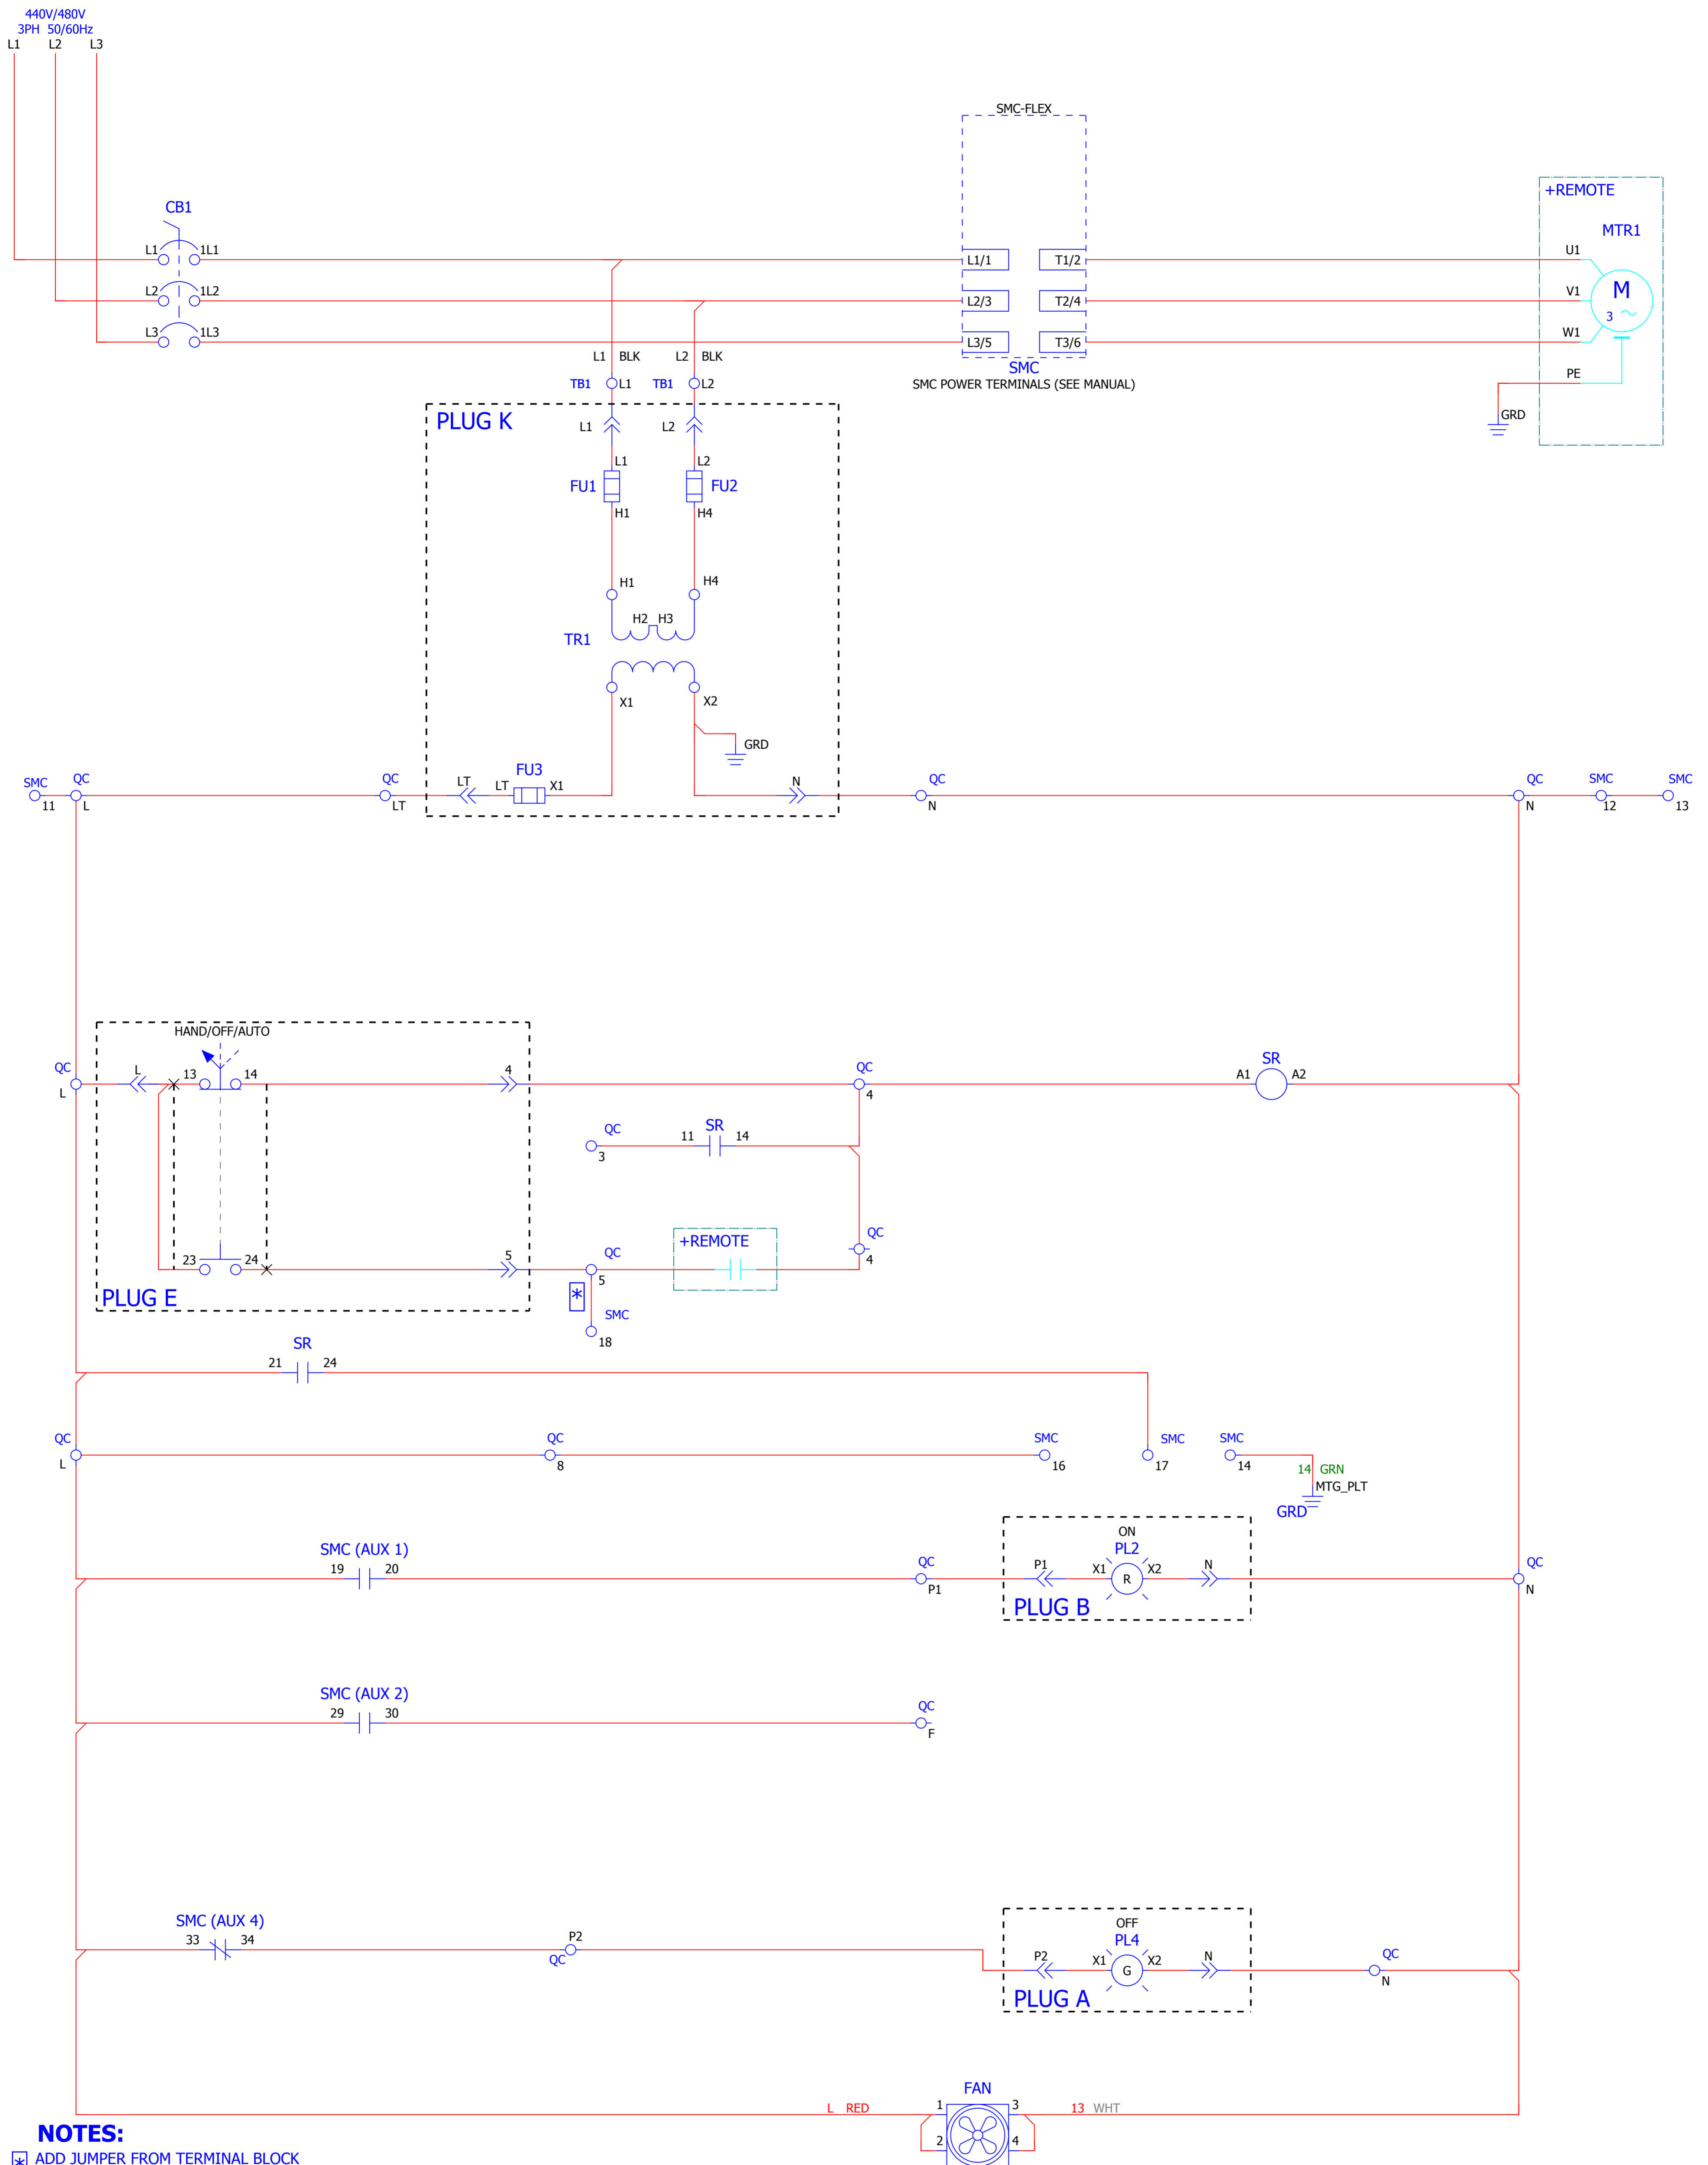 440V/480V
3PH 50/60Hz
L1 L2 L3
SMC-FLEX
+REMOTE
CB1
MTR1
L1 1L1 L1/1 T1/2 U1
L2 1L2 L2/3 T2/4 V1 M
3
L3 1L3 L3/5 T3/6 W1
L1 BLK L2 BLK
SMC
SMC POWER TERMINALS (SEE MANUAL)
PE
TB1 L1 TB1 L2
GRD
PLUG K
L1 L2
L1 L2
FU1 FU2
H1 H4
H1 H4
H2 H3
TR1
X1 X2
GRD
FU3
SMC QC QC LT LT X1 N QC QC SMC SMC
11 L LT N N 12 13
HAND/OFF/AUTO
QC L 13 14 4 QC SR
L 4 A1 A2
QC SR
3 11 14
QC
+REMOTE
4
23 24 5 QC
5
*
PLUG E
SMC
18
SR
21 24
QC QC SMC SMC SMC
L 8 16 17 14
14 GRN
MTG_PLT
GRD
ON
SMC (AUX 1) PL2
19 20 QC P1 X1 R X2 N QC
P1 N
PLUG B
SMC (AUX 2)
29 30 QC
F
SMC (AUX 4) OFF
33 34 P2 PL4
QC P2 X1 G X2 N QC
N
PLUG A
FAN
L RED 1 3 13 WHT
2 4
NOTES:
* ADD JUMPER FROM TERMINAL BLOCK